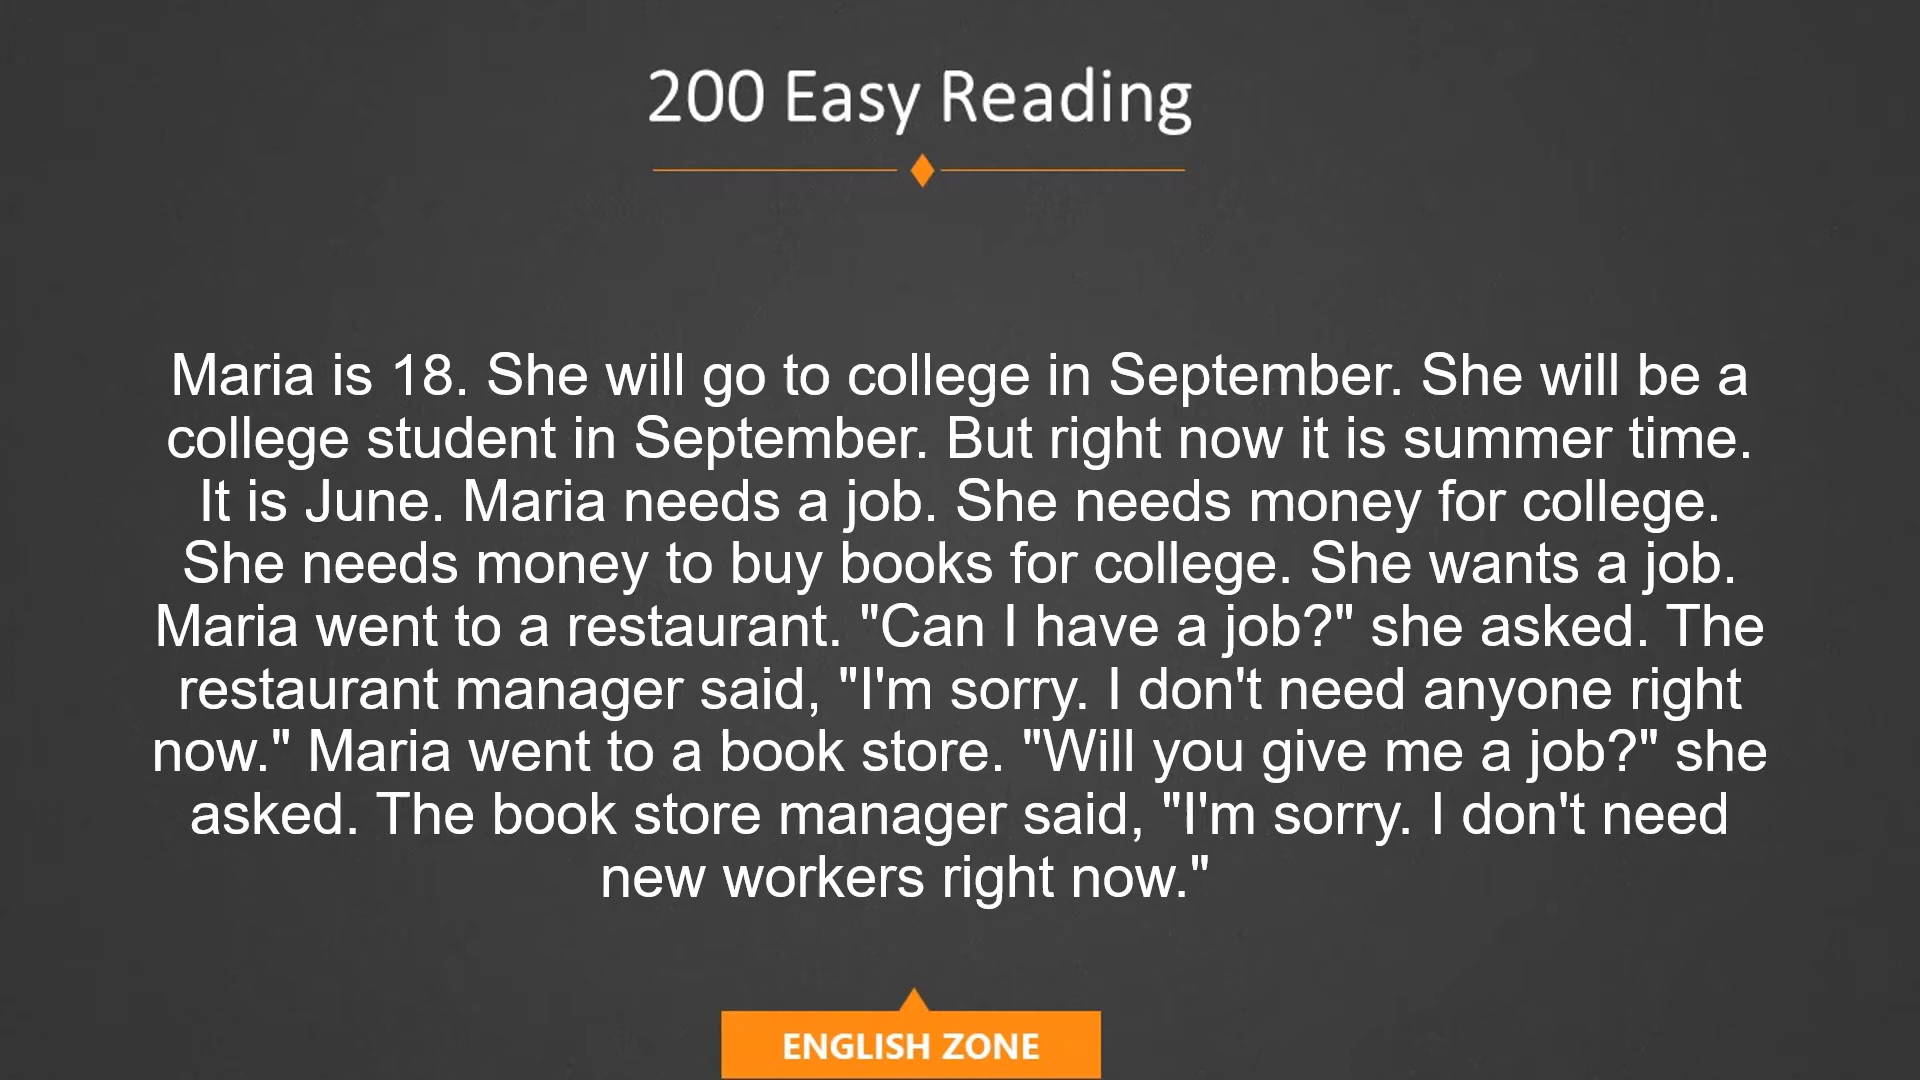 200 Easy Reading
Maria is 18. She will go to college in September. She will be a
college student in September. But right now it is summer time.
It is June. Maria needs a job. She needs money for college.
She needs money to buy books for college. She wants a job.
Maria went to a restaurant. "Can I have a job?" she asked. The
restaurant manager said, "I'm sorry. I don't need anyone right
now." Maria went to a book store. "Will you give me a job?" she
asked. The book store manager said, "I'm sorry. I don't need
new workers right now."
ENGLISH ZONE